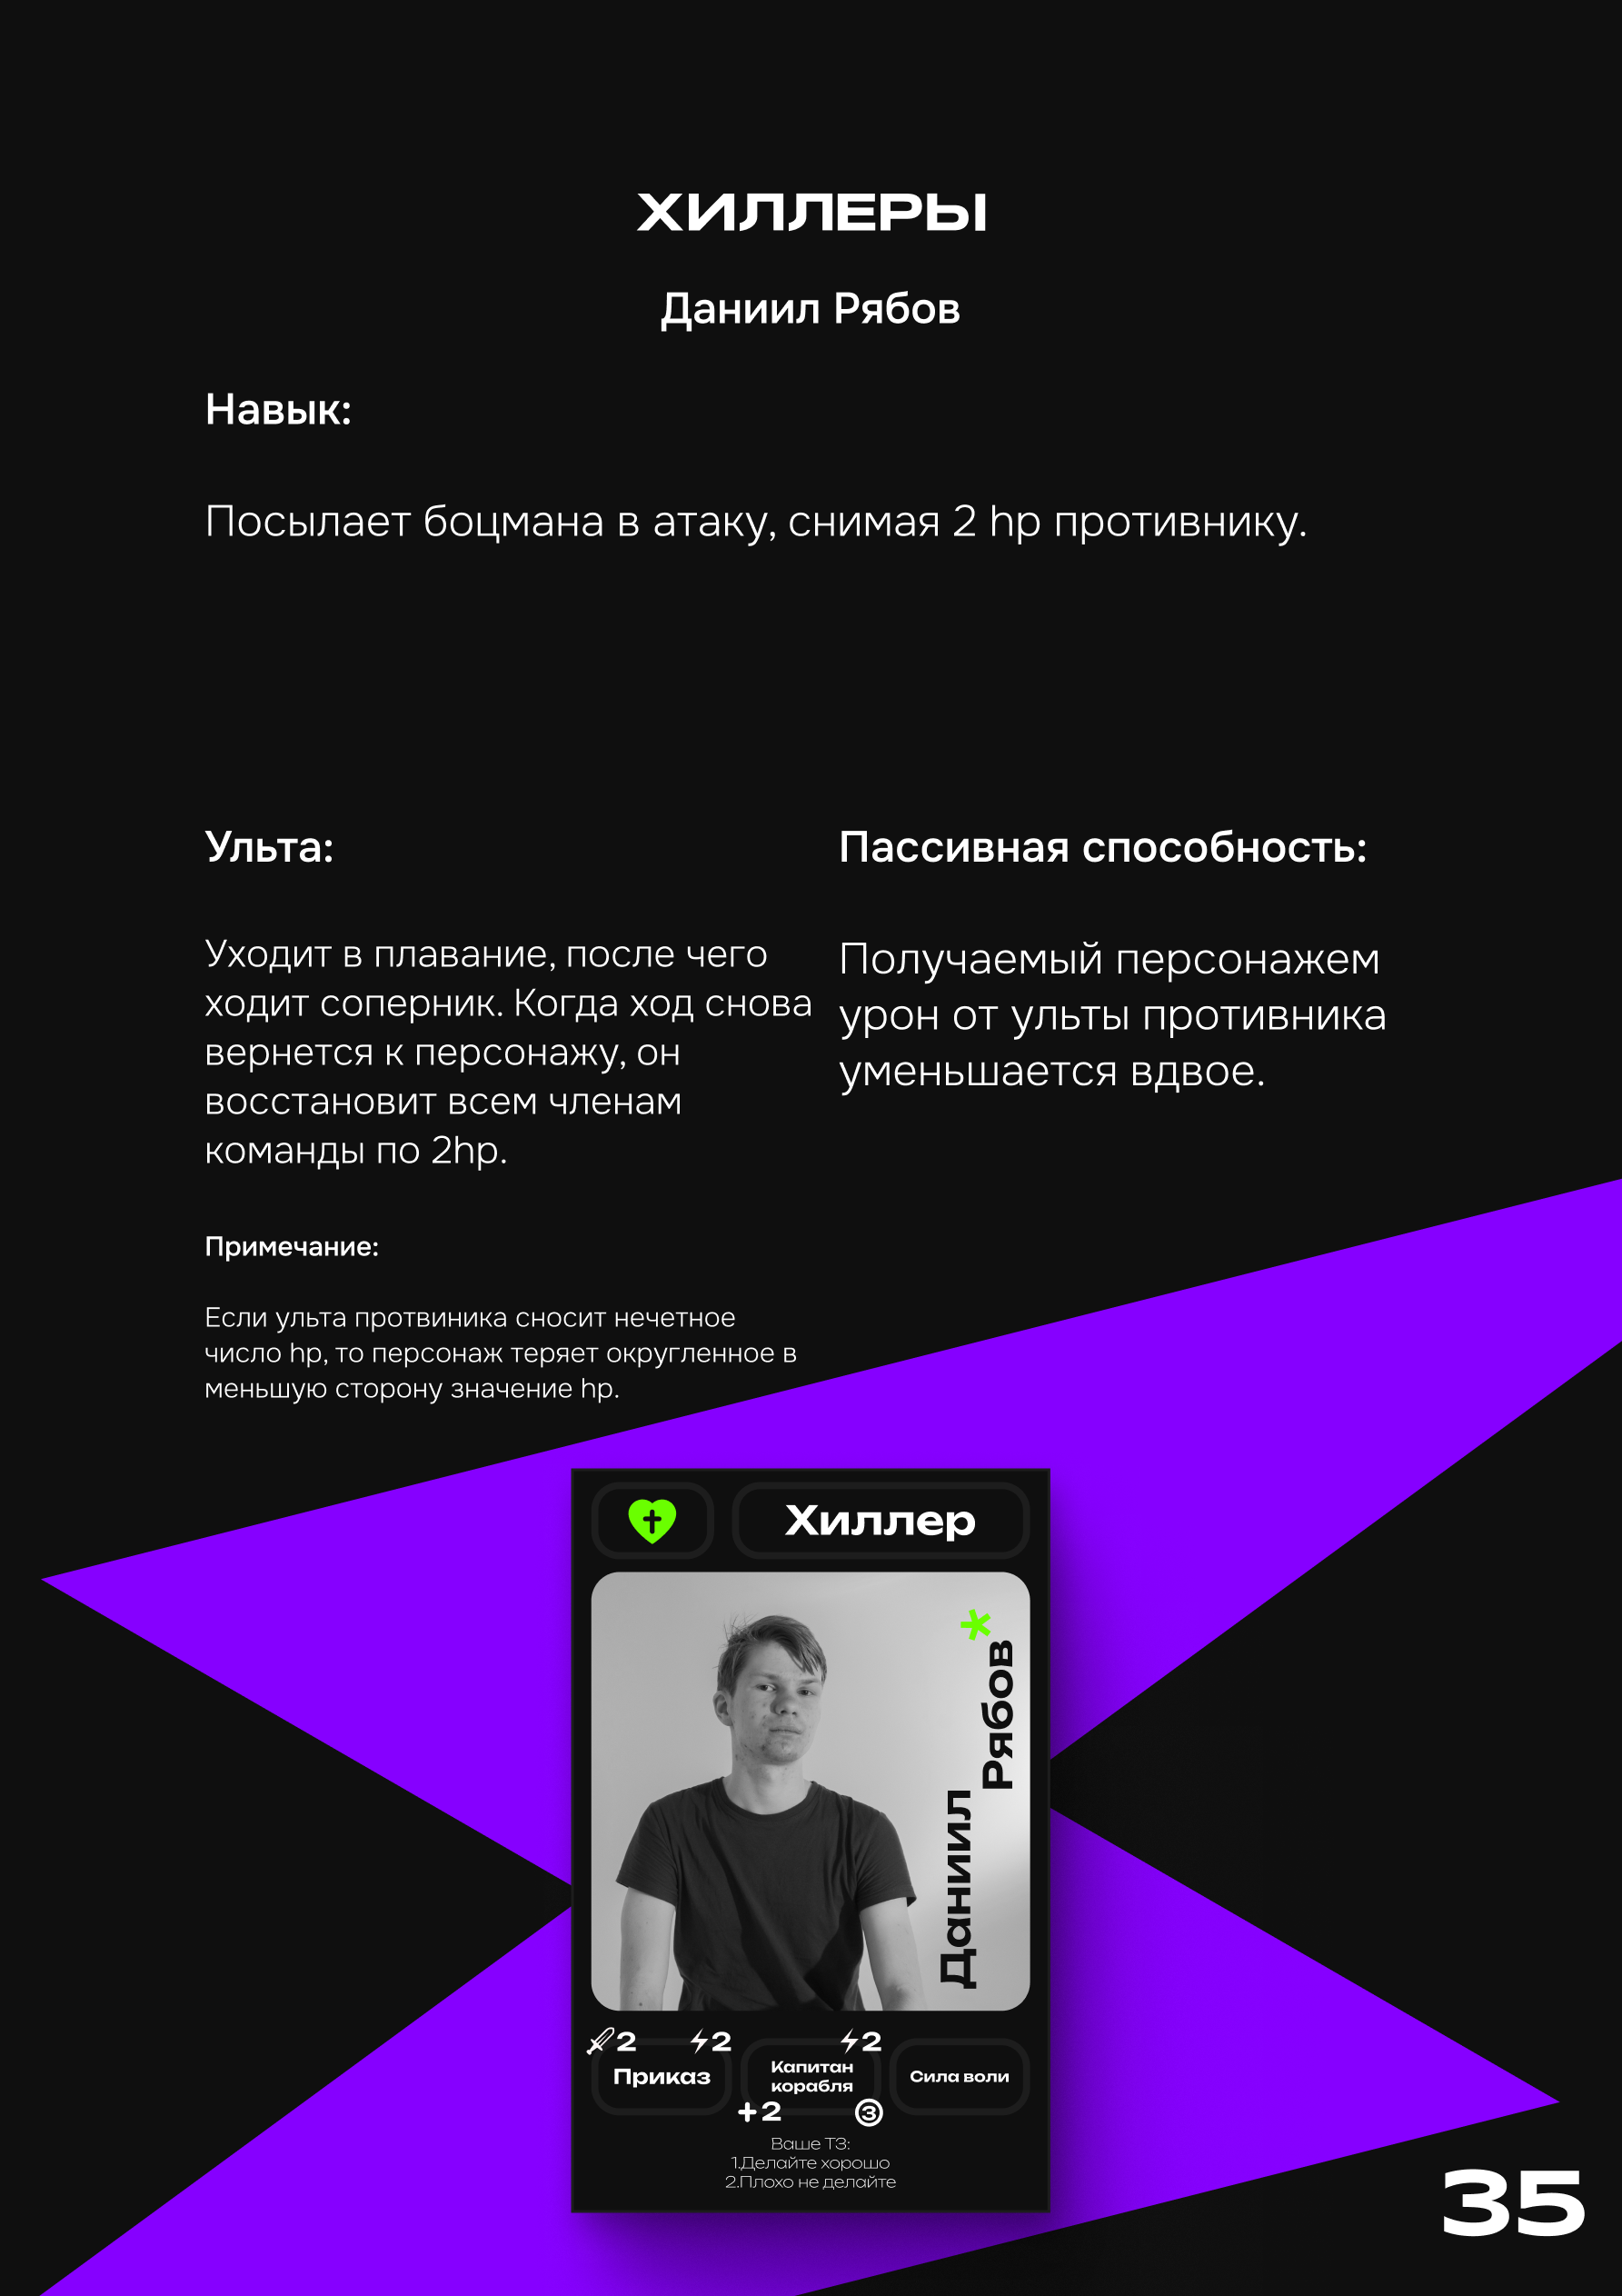 ХИЛЛЕРЫ
Даниил Рябов
Навык:
Посылает боцмана в атаку, снимая 2 hp противнику.
Ульта:
Уходит в плавание, после чего
ходит соперник. Когда ход снова
вернется к персонажу, он
восстановит всем членам
команды по 2hp.
Пассивная способность:
Получаемый персонажем
урон от ульты противника
уменьшается вдвое.
Примечание:
Если ульта протвиника сносит нечетное
число hp, то персонаж теряет округленное в
меньшую сторону значение hp.
Хиллер
Даниил
Рябов*
2 2 2
Приказ
Капитан
корабля
Сила воли
+2 3
Ваше ТЗ:
1.Делайте хорошо
2.Плохо не делайте
35